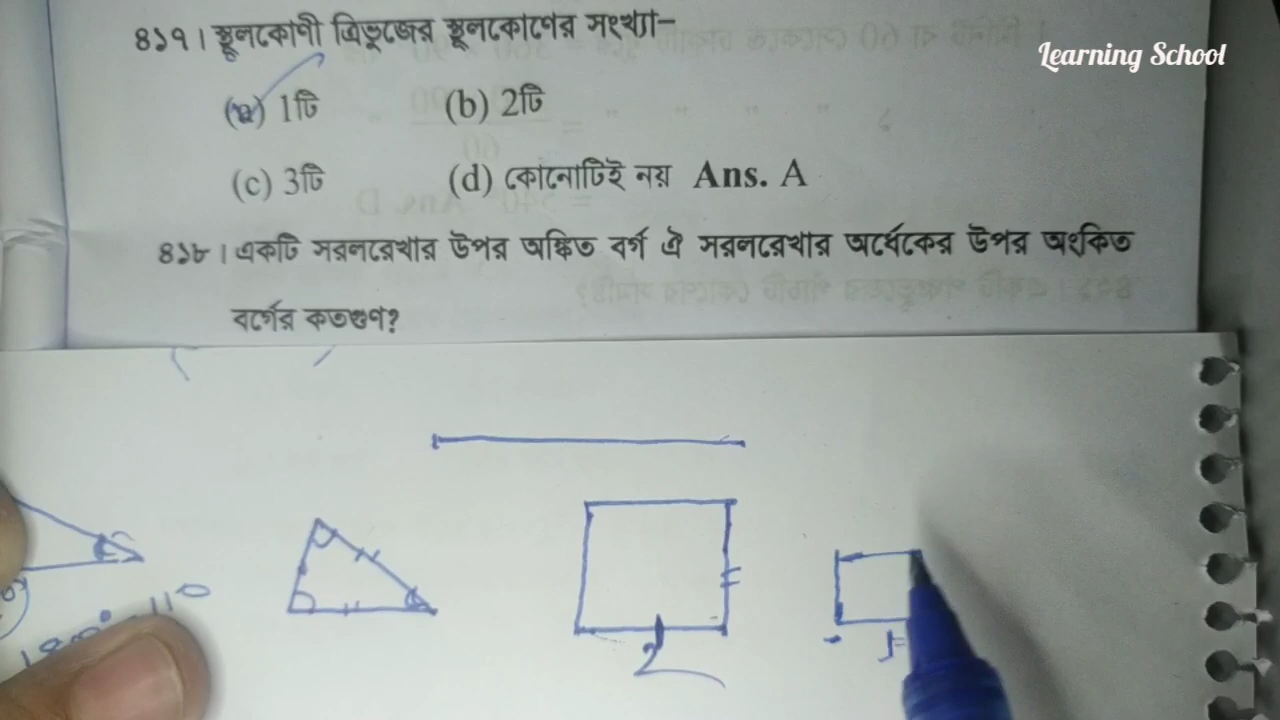 ৪১৭। স্থূলকোণী ত্রিভুজের স্থূলকোণের সংখ্যা–
Learning School
(a) 1টি (b) 2টি
(c) 3টি (d) কোনোটিই নয় Ans. A
৪১৮। একটি সরলরেখার উপর অঙ্কিত বর্গ ঐ সরলরেখার অর্ধেকের উপর অংকিত
বর্গের কতগুণ?